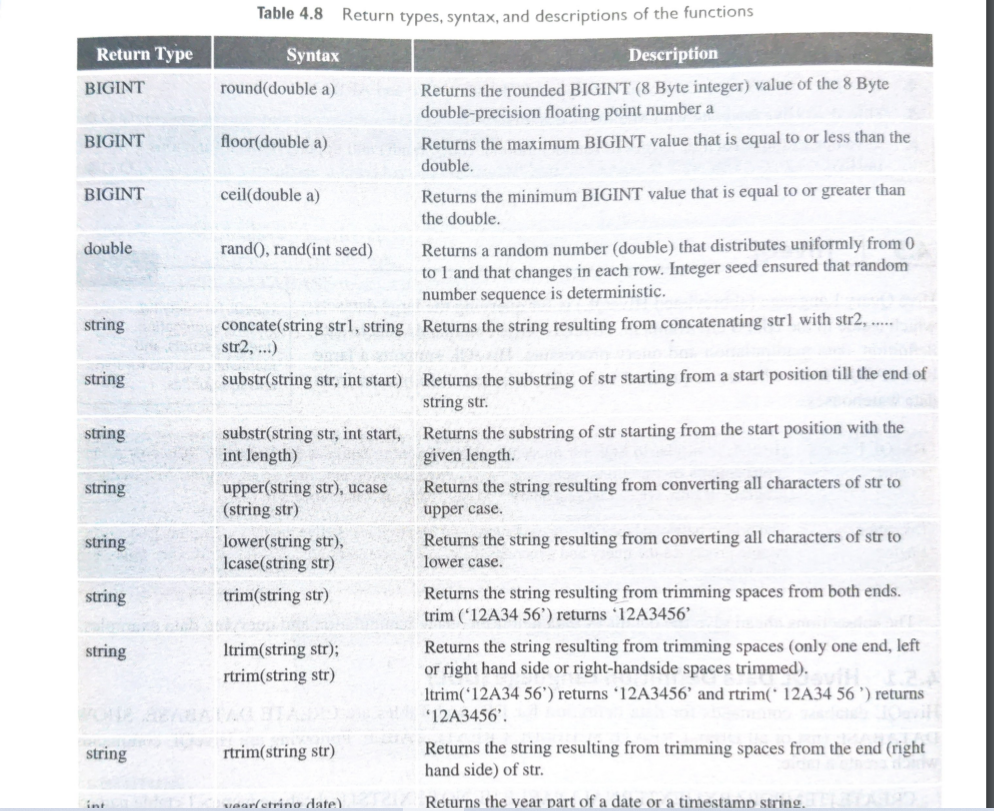 Table 4.8 Return types, syntax, and descriptions of the functions
Return Type Syntax Description
BIGINT round(double a) Returns the rounded BIGINT (8 Byte integer) value of the 8 Byte
double-precision floating point number a
BIGINT floor(double a) Returns the maximum BIGINT value that is equal to or less than the
double.
BIGINT ceil(double a) Returns the minimum BIGINT value that is equal to or greater than
the double.
double rand(), rand(int seed) Returns a random number (double) that distributes uniformly from 0
to 1 and that changes in each row. Integer seed ensured that random
number sequence is deterministic.
string concate(string str1, string Returns the string resulting from concatenating str1 with str2, .....
str2, ...)
string substr(string str, int start) Returns the substring of str starting from a start position till the end of
string str.
string substr(string str, int start, Returns the substring of str starting from the start position with the
int length) given length.
string upper(string str), ucase Returns the string resulting from converting all characters of str to
(string str) upper case.
string lower(string str), Returns the string resulting from converting all characters of str to
lcase(string str) lower case.
string trim(string str) Returns the string resulting from trimming spaces from both ends.
trim ('12A34 56') returns '12A3456'
string ltrim(string str); Returns the string resulting from trimming spaces (only one end, left
rtrim(string str) or right hand side or right-handside spaces trimmed).
ltrim('12A34 56') returns '12A3456' and rtrim(' 12A34 56 ') returns
'12A3456'.
string rtrim(string str) Returns the string resulting from trimming spaces from the end (right
hand side) of str.
int year(string date) Returns the year part of a date or a timestamp string.